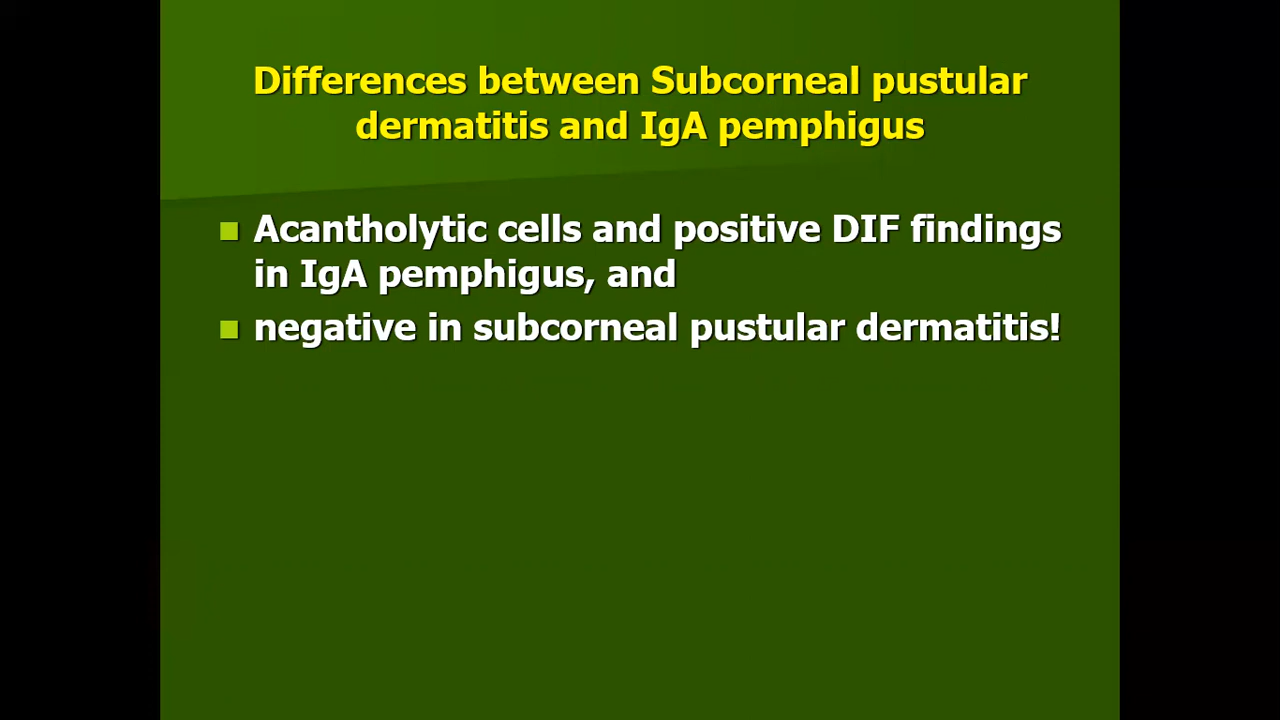 Differences between Subcorneal pustular
dermatitis and IgA pemphigus
Acantholytic cells and positive DIF findings
in IgA pemphigus, and
negative in subcorneal pustular dermatitis!